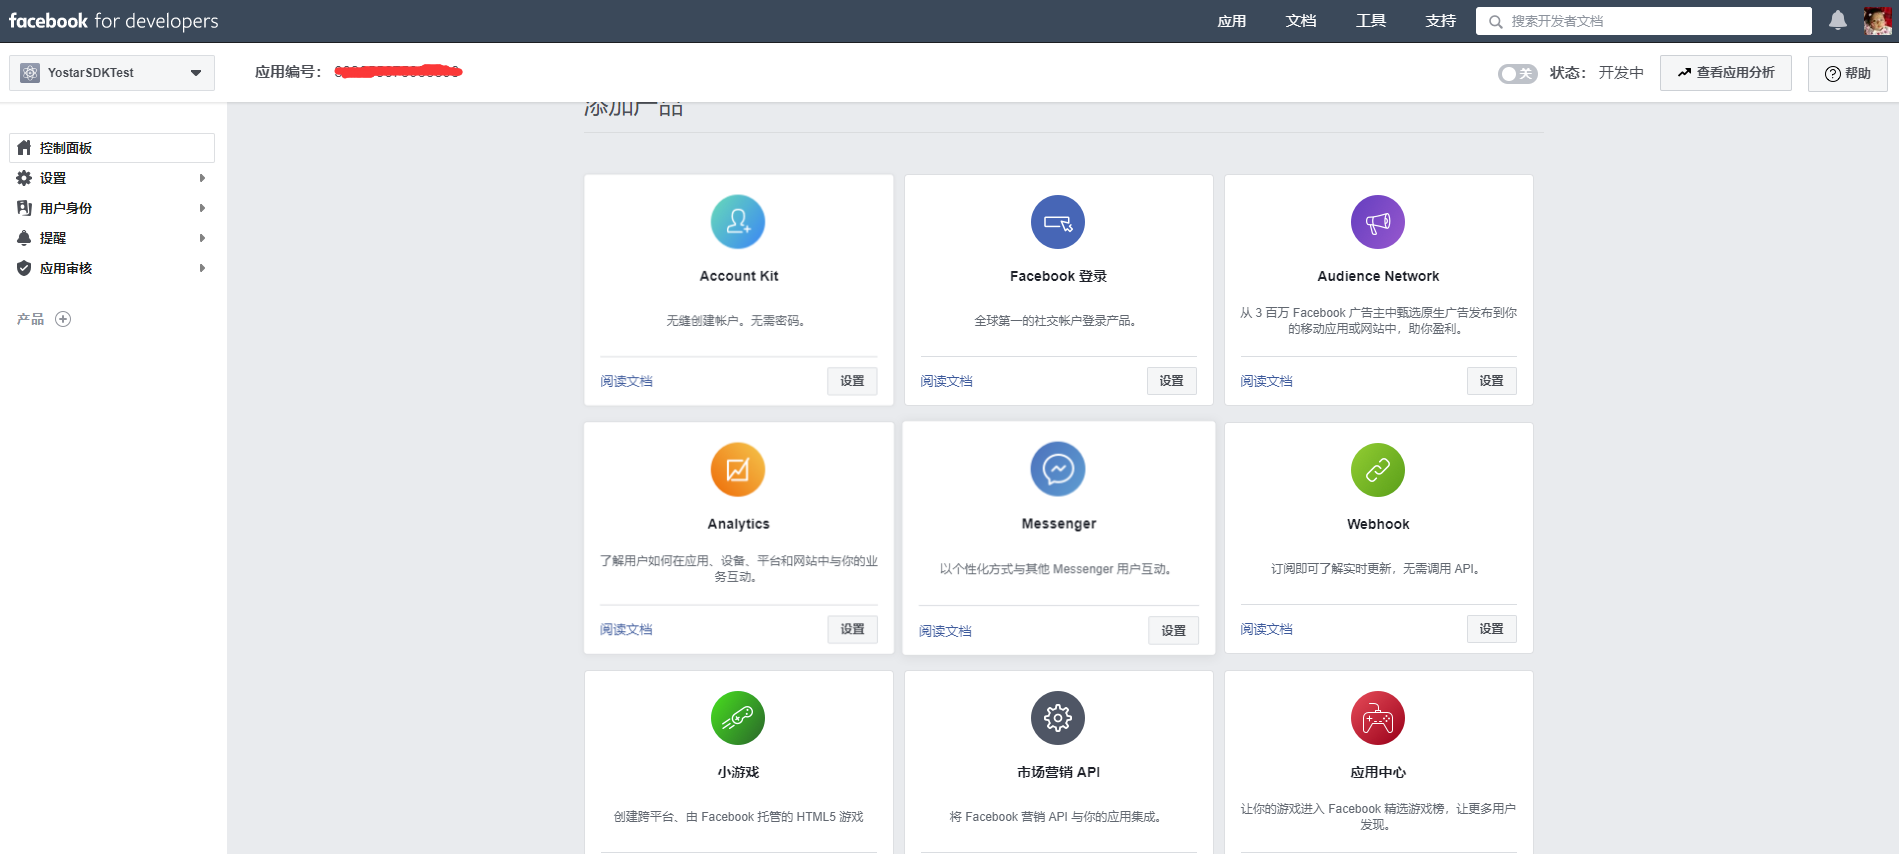 facebook for developers
应用 文档 工具 支持 搜索开发者文档
YostarSDKTest
应用编号：
关 状态： 开发中 查看应用分析 帮助
添加产品
控制面板
设置
用户身份
提醒
应用审核
产品
Account Kit
无缝创建帐户。无需密码。
阅读文档 设置
Facebook 登录
全球第一的社交帐户登录产品。
阅读文档 设置
Audience Network
从 3 百万 Facebook 广告主中甄选原生广告发布到你
的移动应用或网站中，助你盈利。
阅读文档 设置
Analytics
了解用户如何在应用、设备、平台和网站中与你的业
务互动。
阅读文档 设置
Messenger
以个性化方式与其他 Messenger 用户互动。
阅读文档 设置
Webhook
订阅即可了解实时更新，无需调用 API。
阅读文档 设置
小游戏
创建跨平台、由 Facebook 托管的 HTML5 游戏
市场营销 API
将 Facebook 营销 API 与你的应用集成。
应用中心
让你的游戏进入 Facebook 精选游戏榜，让更多用户
发现。